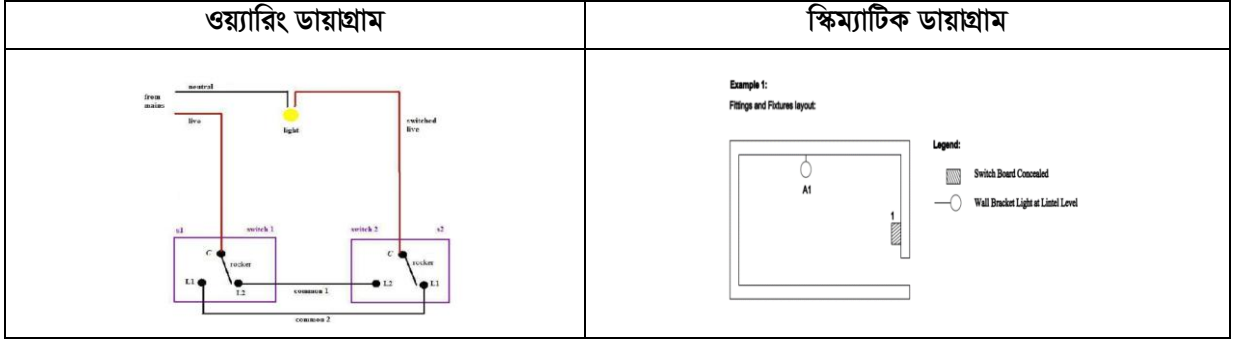 ওয়্যারিং ডায়াগ্রাম
স্কিম্যাটিক ডায়াগ্রাম
neutral
from
mains
live
light
switched
live
s1
switch 1
switch 2
s2
C
rocker
L1
L2
common 1
C
rocker
L2
L1
common 2
Example 1:
Fittings and Fixtures layout:
A1
1
Legend:
Switch Board Concealed
Wall Bracket Light at Lintel Level